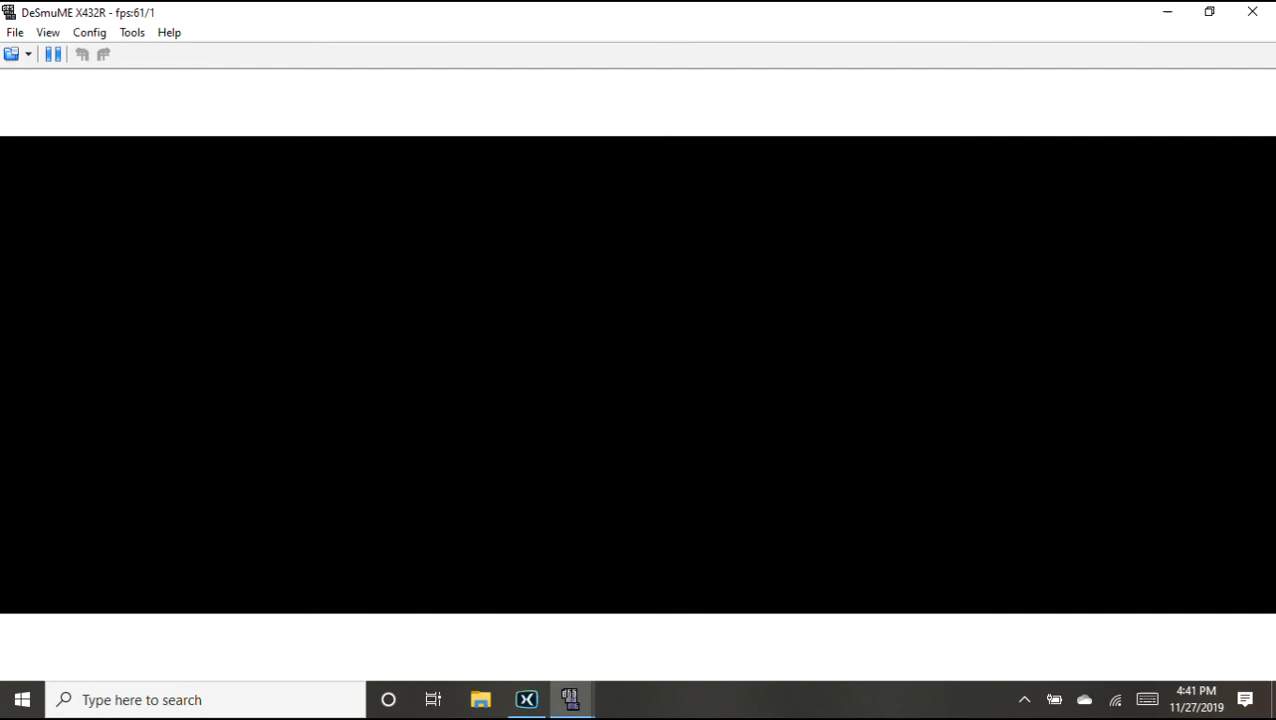 DeSmuME X432R - fps:61/1
File View Config Tools Help
Type here to search
4:41 PM
11/27/2019